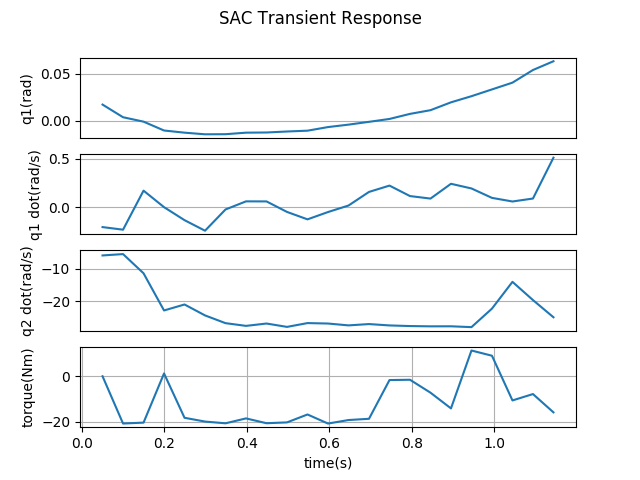 SAC Transient Response
q1(rad)
0.05
0.00
q1 dot(rad/s)
0.5
0.0
q2 dot(rad/s)
−10
−20
torque(Nm)
0
−20
0.0 0.2 0.4 0.6 0.8 1.0
time(s)